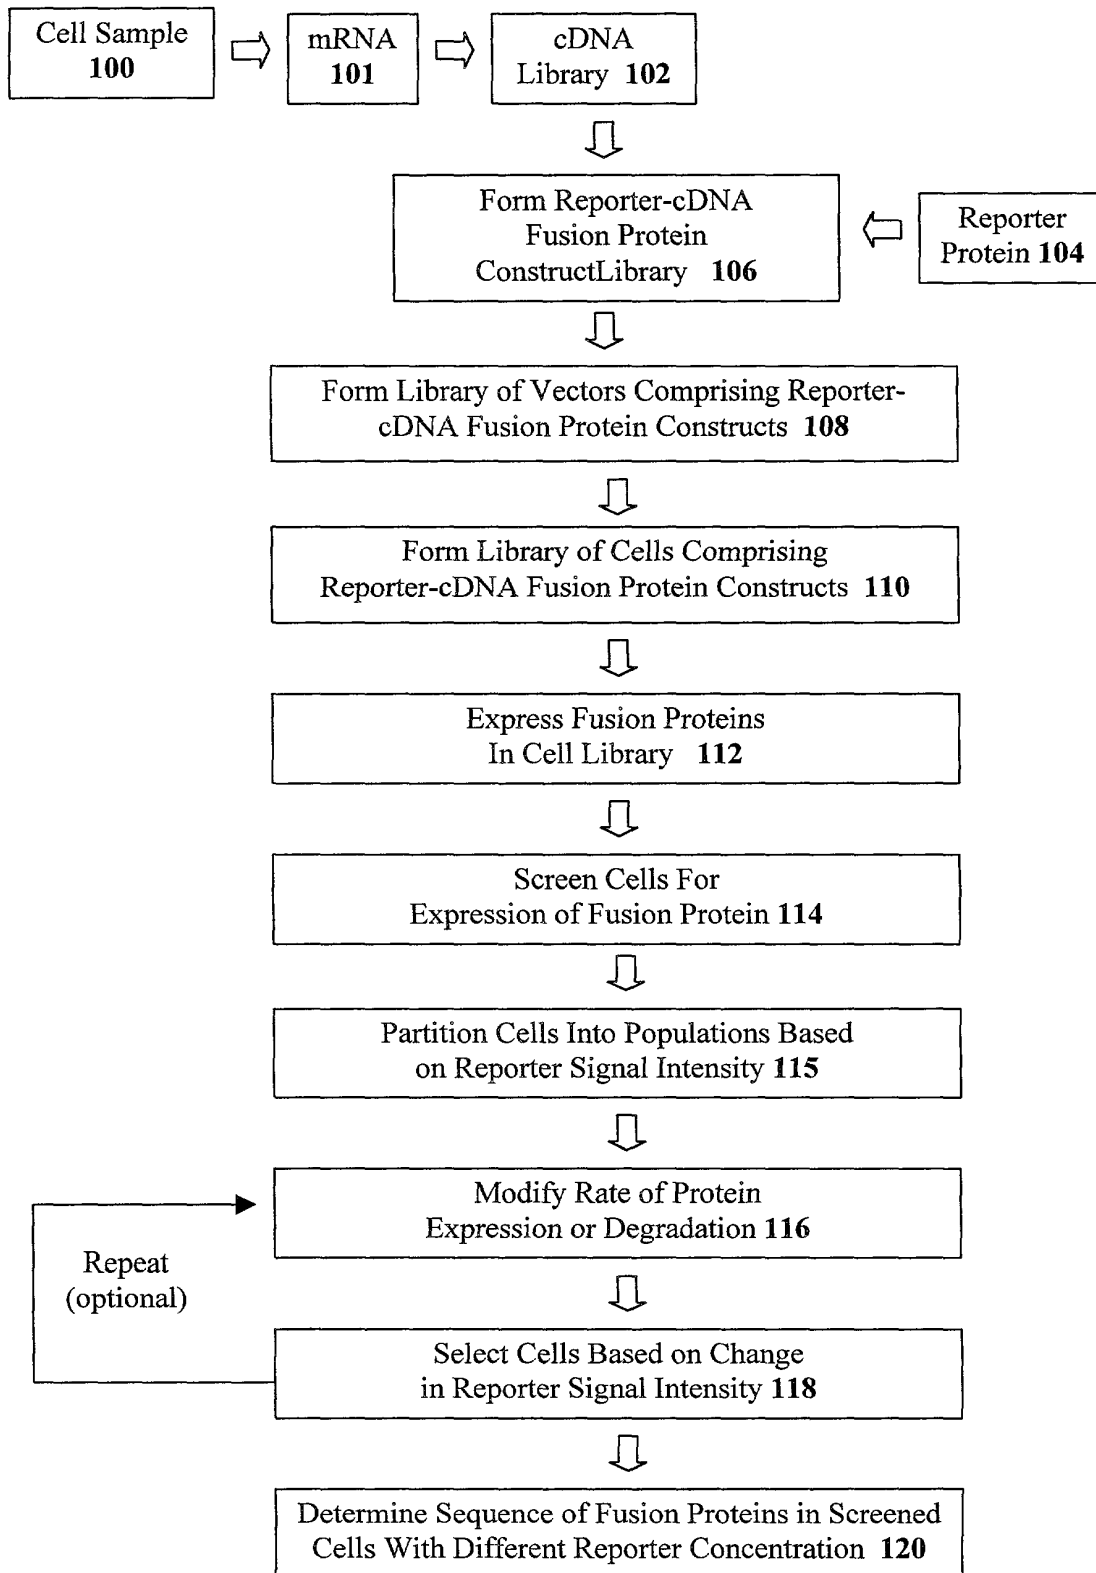 Cell Sample
100
mRNA
101
cDNA
Library 102
Form Reporter-cDNA
Fusion Protein
ConstructLibrary 106
Reporter
Protein 104
Form Library of Vectors Comprising Reporter-
cDNA Fusion Protein Constructs 108
Form Library of Cells Comprising
Reporter-cDNA Fusion Protein Constructs 110
Express Fusion Proteins
In Cell Library 112
Screen Cells For
Expression of Fusion Protein 114
Partition Cells Into Populations Based
on Reporter Signal Intensity 115
Modify Rate of Protein
Expression or Degradation 116
Repeat
(optional)
Select Cells Based on Change
in Reporter Signal Intensity 118
Determine Sequence of Fusion Proteins in Screened
Cells With Different Reporter Concentration 120